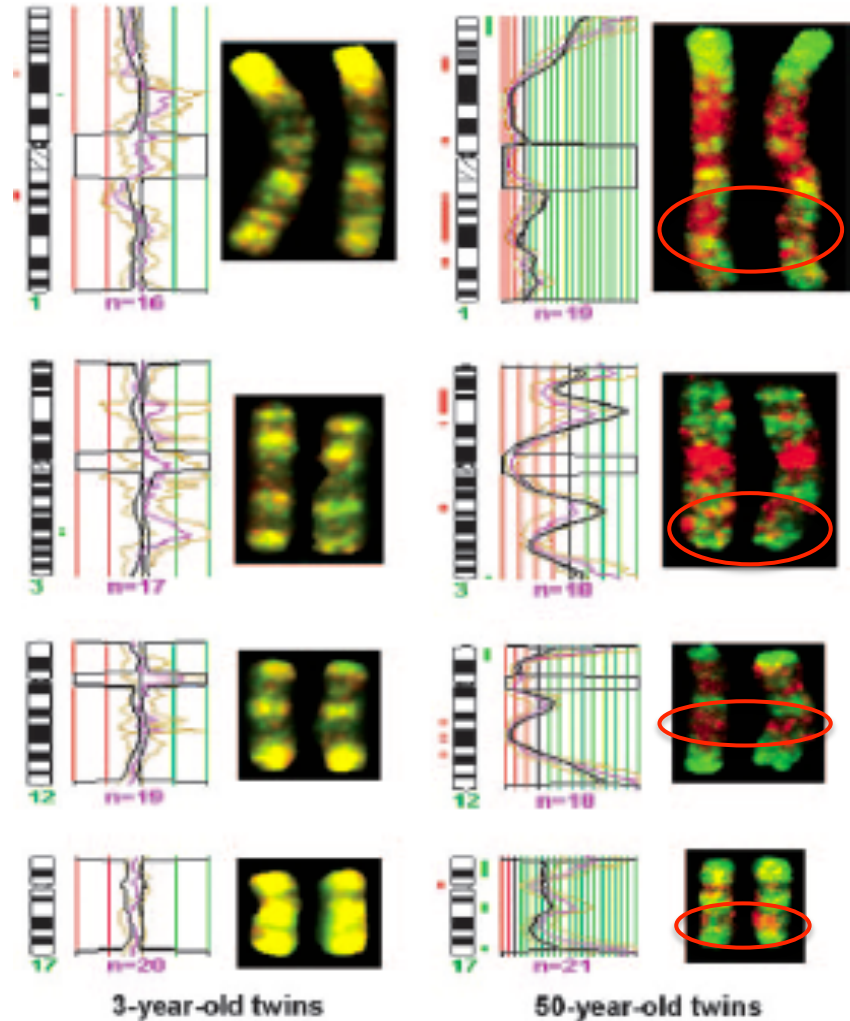 1 n=16
1 n=19
3 n=17
3 n=18
12 n=19
12 n=18
17 n=20
17 n=21
3-year-old twins
50-year-old twins